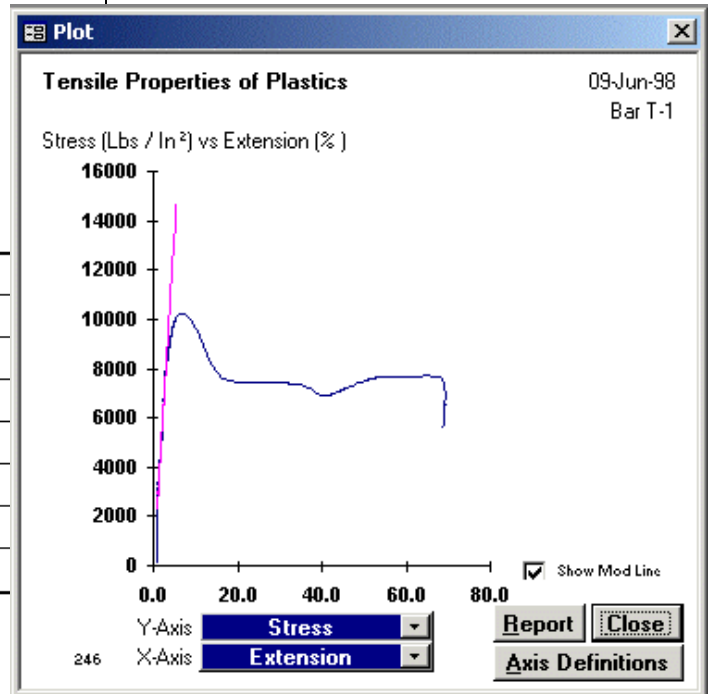 Plot
Tensile Properties of Plastics
09-Jun-98
Bar T-1
Stress (Lbs / In ²) vs Extension (% )
16000
14000
12000
10000
8000
6000
4000
2000
0
0.0 20.0 40.0 60.0 80.0
Show Mod Line
Y-Axis Stress
Report Close
246 X-Axis Extension
Axis Definitions